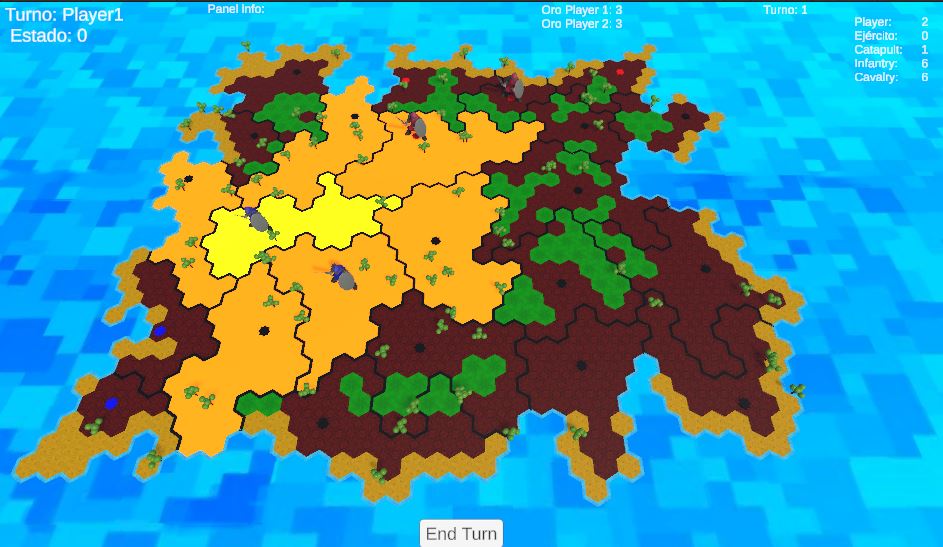 Turno: Player1
Estado: 0
Panel info:
Oro Player 1: 3
Oro Player 2: 3
Turno: 1
Player: 2
Ejército: 0
Catapult: 1
Infantry: 6
Cavalry: 6
End Turn